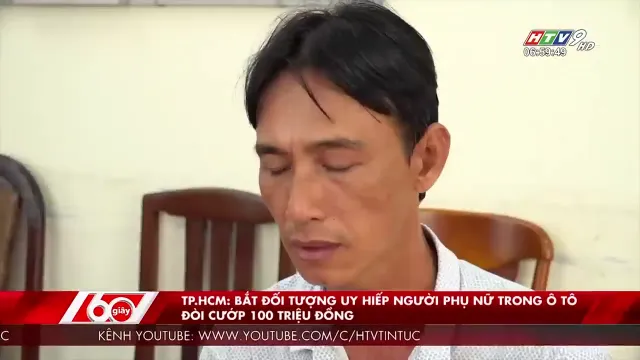 HTV9 HD
06:59:49
60 giây
TP.HCM: BẮT ĐỐI TƯỢNG UY HIẾP NGƯỜI PHỤ NỮ TRONG Ô TÔ
ĐÒI CƯỚP 100 TRIỆU ĐỒNG
C
KÊNH YOUTUBE: WWW.YOUTUBE.COM/C/HTVTINTUC